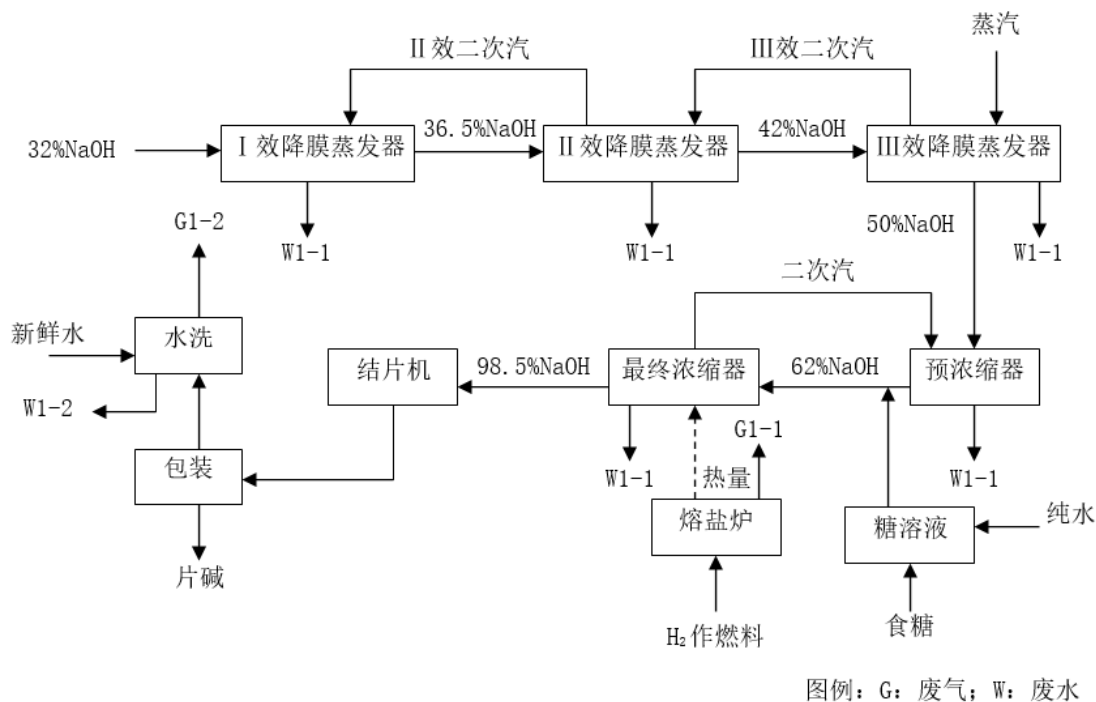 蒸汽
Ⅱ效二次汽
Ⅲ效二次汽
32%NaOH
Ⅰ效降膜蒸发器
36.5%NaOH
Ⅱ效降膜蒸发器
42%NaOH
Ⅲ效降膜蒸发器
W1-1
W1-1
W1-1
50%NaOH
G1-2
二次汽
新鲜水
水洗
结片机
98.5%NaOH
最终浓缩器
62%NaOH
预浓缩器
W1-2
G1-1
包装
W1-1
热量
W1-1
熔盐炉
糖溶液
纯水
片碱
H₂作燃料
食糖
图例：G：废气；W：废水